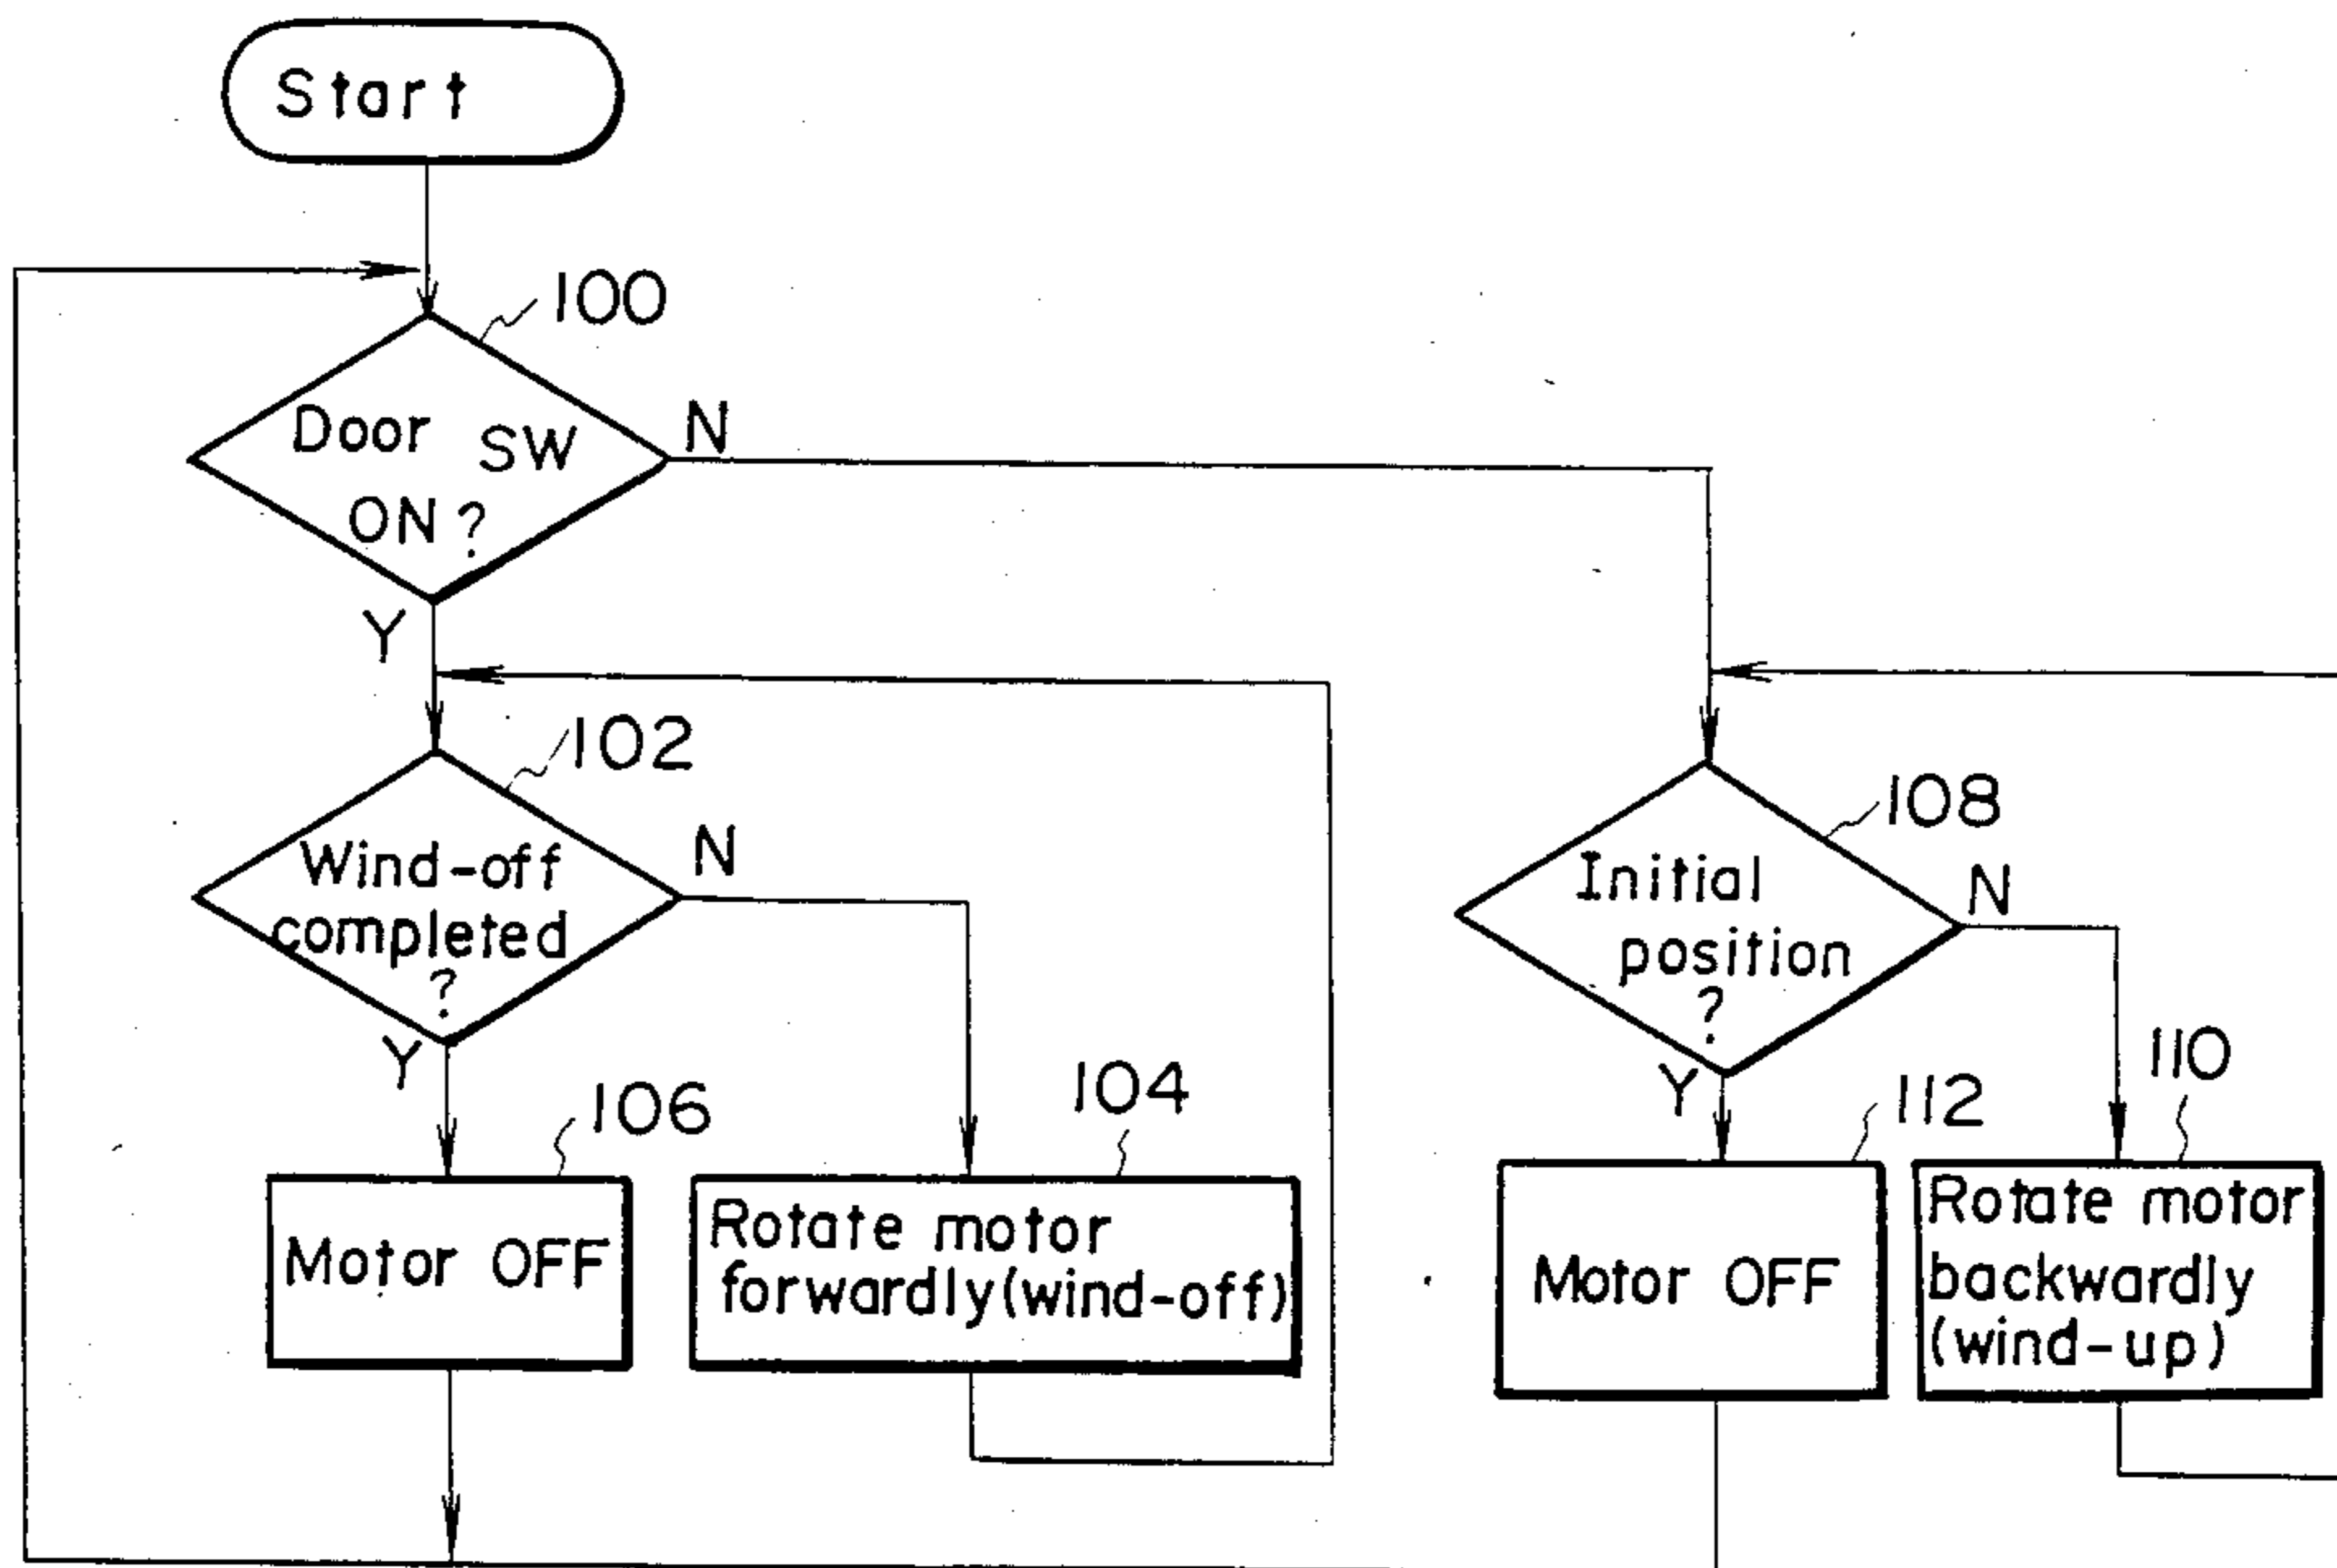 Start
100
Door SW
ON?
N
Y
102
Wind-off
completed
?
N
Y
106
Motor OFF
104
Rotate motor
forwardly(wind-off)
108
Initial
position
?
N
Y
112
Motor OFF
110
Rotate motor
backwardly
(wind-up)